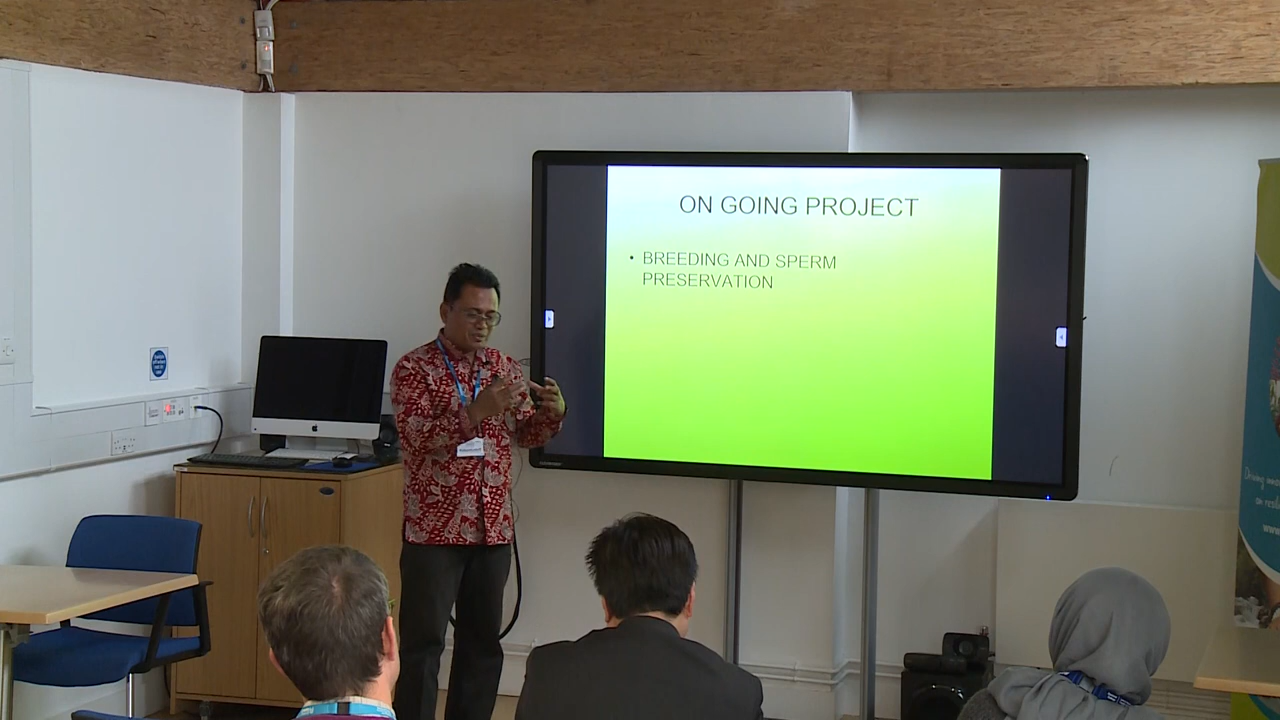 ON GOING PROJECT
• BREEDING AND SPERM
PRESERVATION